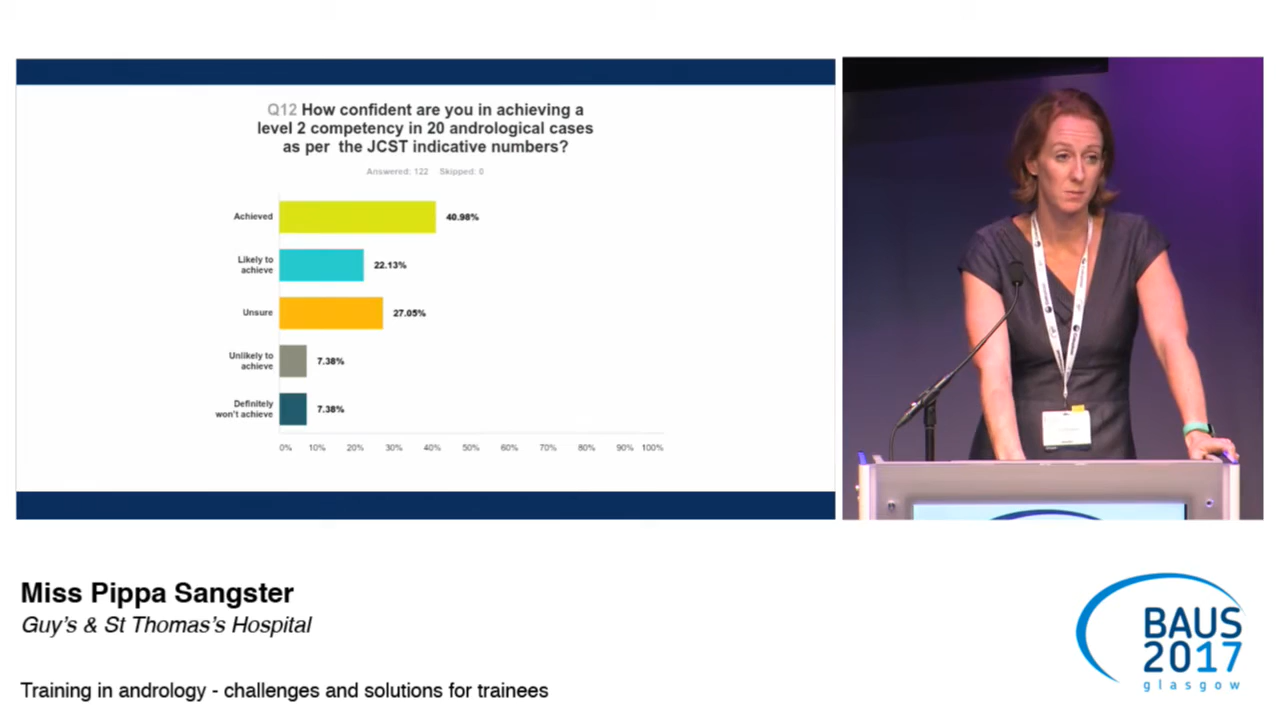 Q12 How confident are you in achieving a
level 2 competency in 20 andrological cases
as per the JCST indicative numbers?
Answered: 122 Skipped: 0
Achieved
40.98%
Likely to
achieve
22.13%
Unsure
27.05%
Unlikely to
achieve
7.38%
Definitely
won't achieve
7.38%
0% 10% 20% 30% 40% 50% 60% 70% 80% 90% 100%
Miss Pippa Sangster
Guy's & St Thomas's Hospital
Training in andrology - challenges and solutions for trainees
BAUS
2017
glasgow